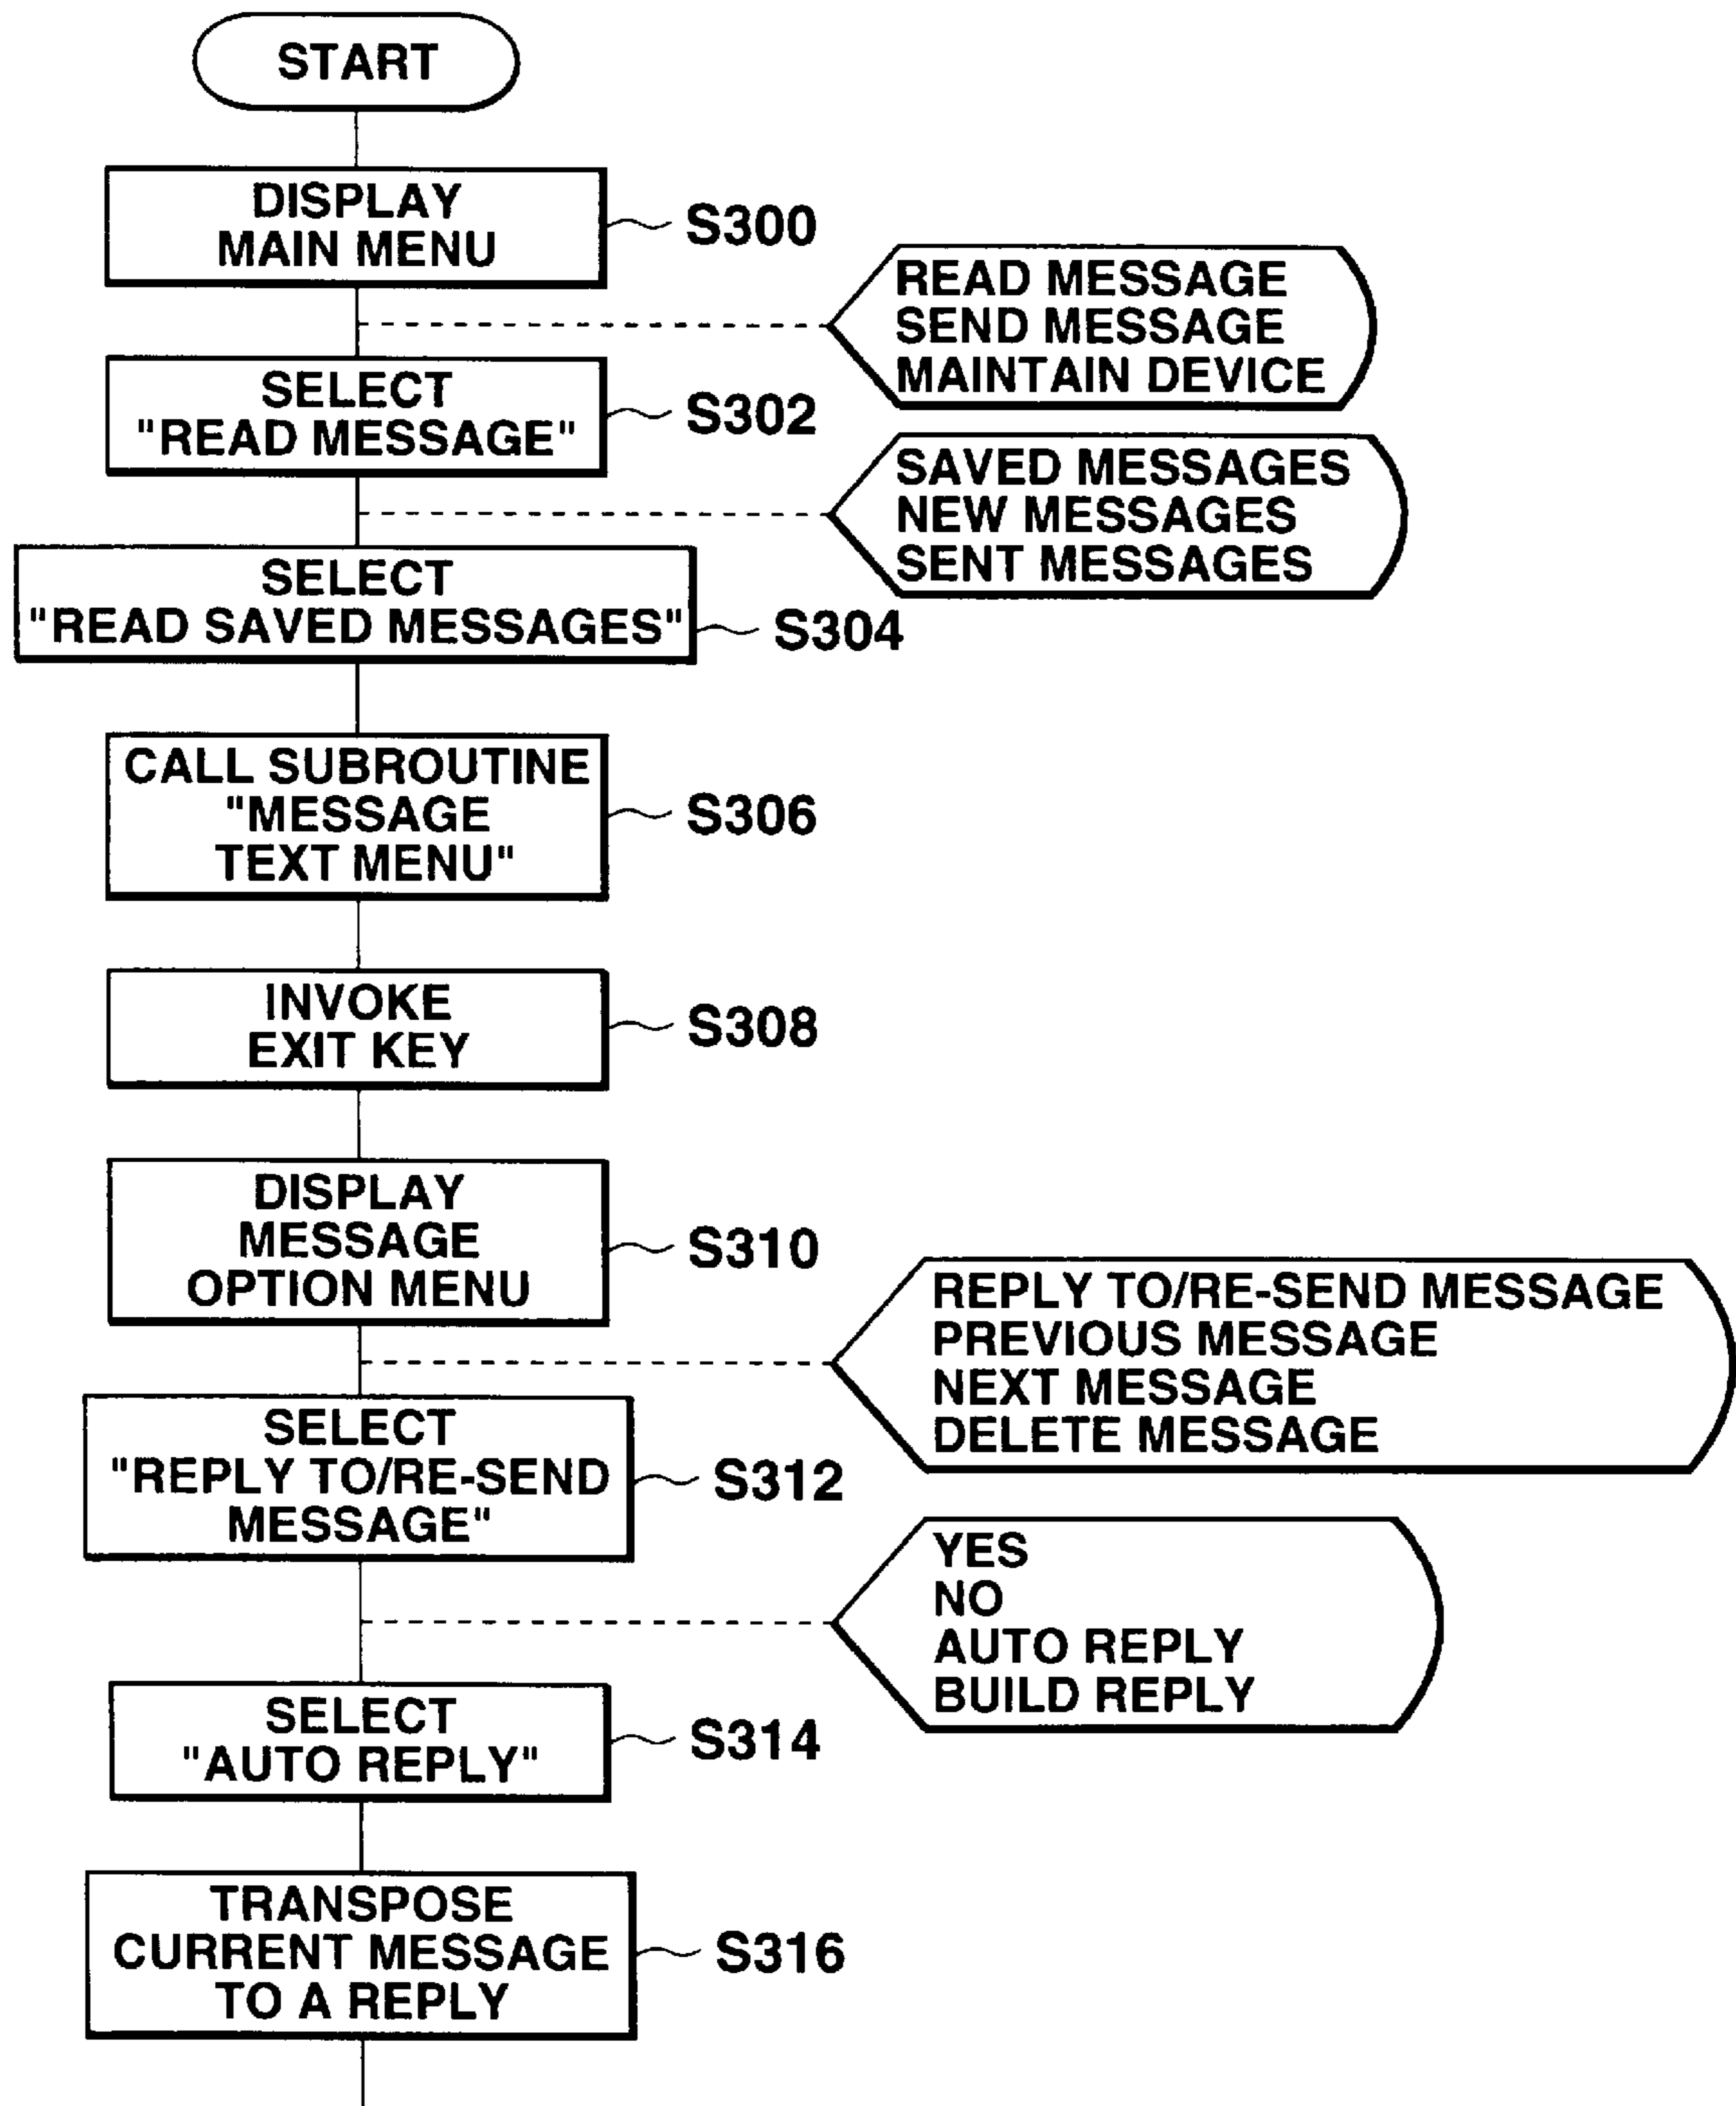 START
DISPLAY
MAIN MENU
S300
READ MESSAGE
SEND MESSAGE
MAINTAIN DEVICE
SELECT
"READ MESSAGE"
S302
SAVED MESSAGES
NEW MESSAGES
SENT MESSAGES
SELECT
"READ SAVED MESSAGES"
S304
CALL SUBROUTINE
"MESSAGE
TEXT MENU"
S306
INVOKE
EXIT KEY
S308
DISPLAY
MESSAGE
OPTION MENU
S310
REPLY TO/RE-SEND MESSAGE
PREVIOUS MESSAGE
NEXT MESSAGE
DELETE MESSAGE
SELECT
"REPLY TO/RE-SEND
MESSAGE"
S312
YES
NO
AUTO REPLY
BUILD REPLY
SELECT
"AUTO REPLY"
S314
TRANSPOSE
CURRENT MESSAGE
TO A REPLY
S316